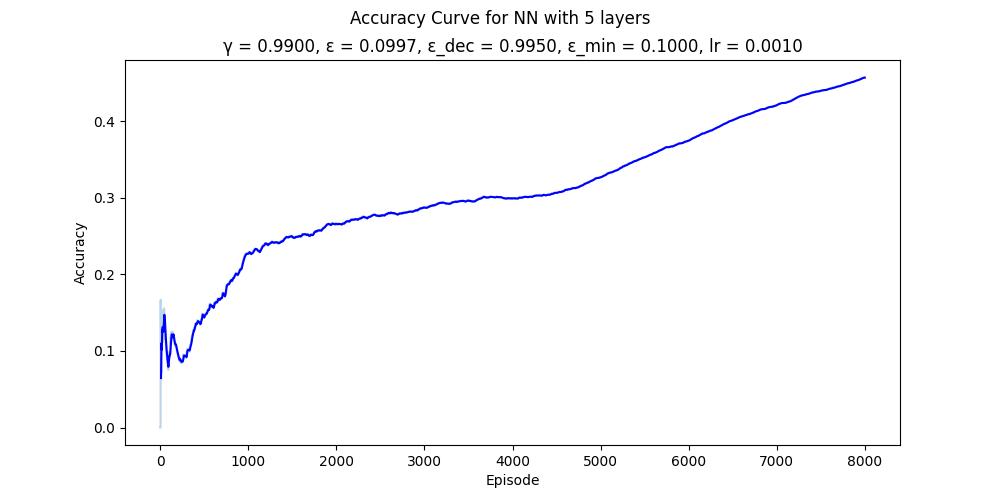 Accuracy Curve for NN with 5 layers
γ = 0.9900, ε = 0.0997, ε_dec = 0.9950, ε_min = 0.1000, lr = 0.0010
Accuracy
0.4
0.3
0.2
0.1
0.0
0 1000 2000 3000 4000 5000 6000 7000 8000
Episode